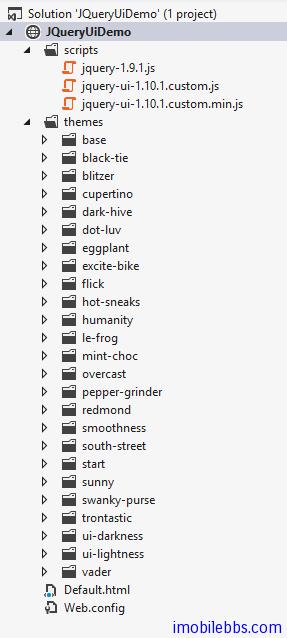 Solution 'JQueryUiDemo' (1 project)
JQueryUiDemo
scripts
jquery-1.9.1.js
jquery-ui-1.10.1.custom.js
jquery-ui-1.10.1.custom.min.js
themes
base
black-tie
blitzer
cupertino
dark-hive
dot-luv
eggplant
excite-bike
flick
hot-sneaks
humanity
le-frog
mint-choc
overcast
pepper-grinder
redmond
smoothness
south-street
start
sunny
swanky-purse
trontastic
ui-darkness
ui-lightness
vader
Default.html
Web.config
imobilebbs.com